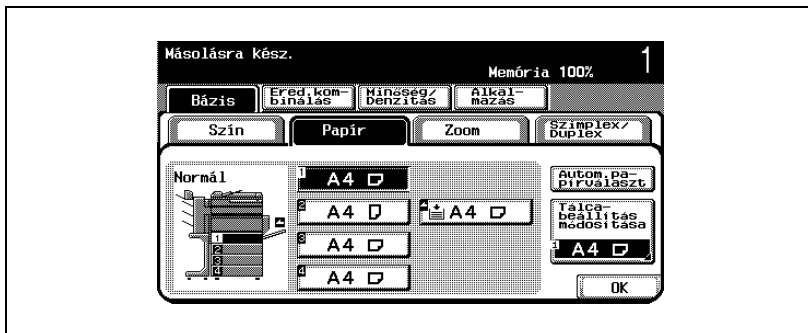 Másolásra kész.
Memória 100%
1
Bázis
Ered.kom-
binálás
Minőség/
Denzitás
Alkal-
mazás
Szín
Papír
Zoom
Szimplex/
Duplex
Normál
1
2
3
4
1 A4
2 A4
3 A4
4 A4
A4
Autom.pa-
pírválaszt
Tálca-
beállítás
módosítása
1 A4
OK